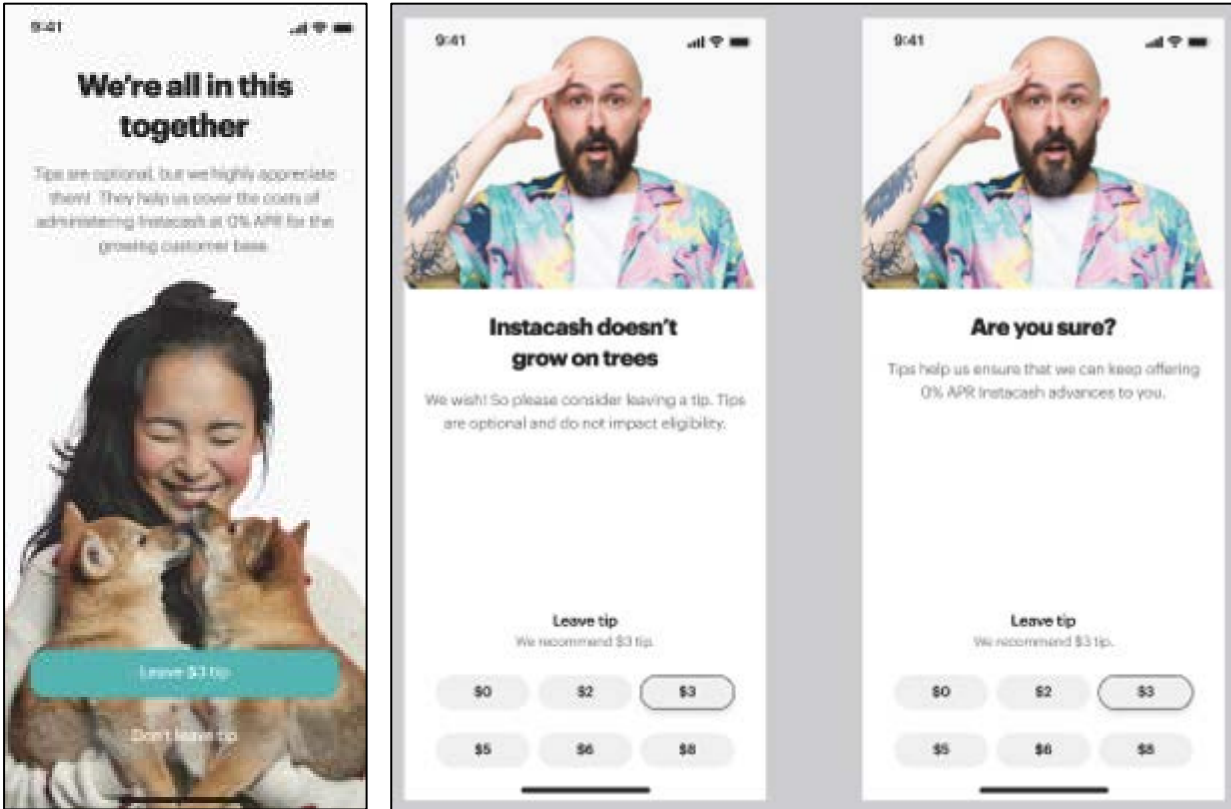 9:41
We're all in this
together
Tips are optional, but we highly appreciate
them! They help us cover the costs of
administering Instacash at 0% APR for the
growing customer base.
Leave $3 tip
Don't leave tip
9:41
Instacash doesn't
grow on trees
We wish! So please consider leaving a tip. Tips
are optional and do not impact eligibility.
Leave tip
We recommend $3 tip.
$0 $2 $3
$5 $6 $8
9:41
Are you sure?
Tips help us ensure that we can keep offering
0% APR Instacash advances to you.
Leave tip
We recommend $3 tip.
$0 $2 $3
$5 $6 $8